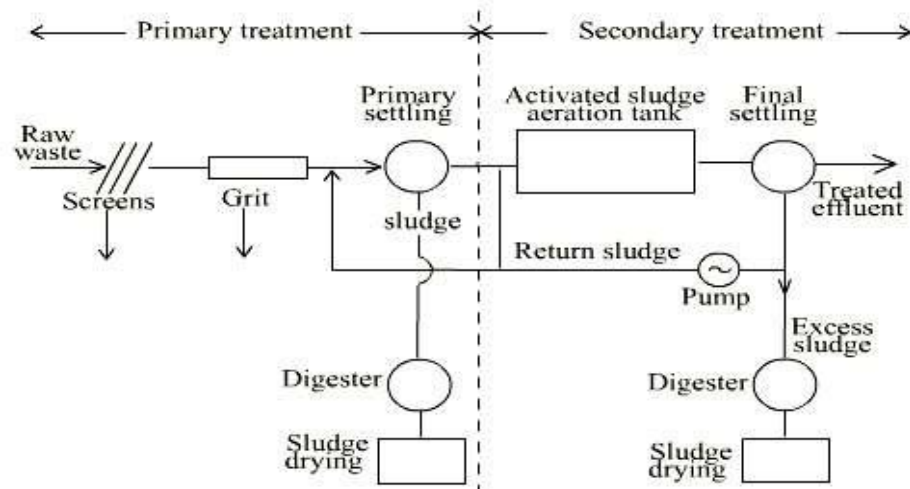 Primary treatment
Secondary treatment
Primary
settling
Activated sludge
aeration tank
Final
settling
Raw
waste
Screens
Grit
sludge
Treated
effluent
Return sludge
Pump
Excess
sludge
Digester
Digester
Sludge
drying
Sludge
drying